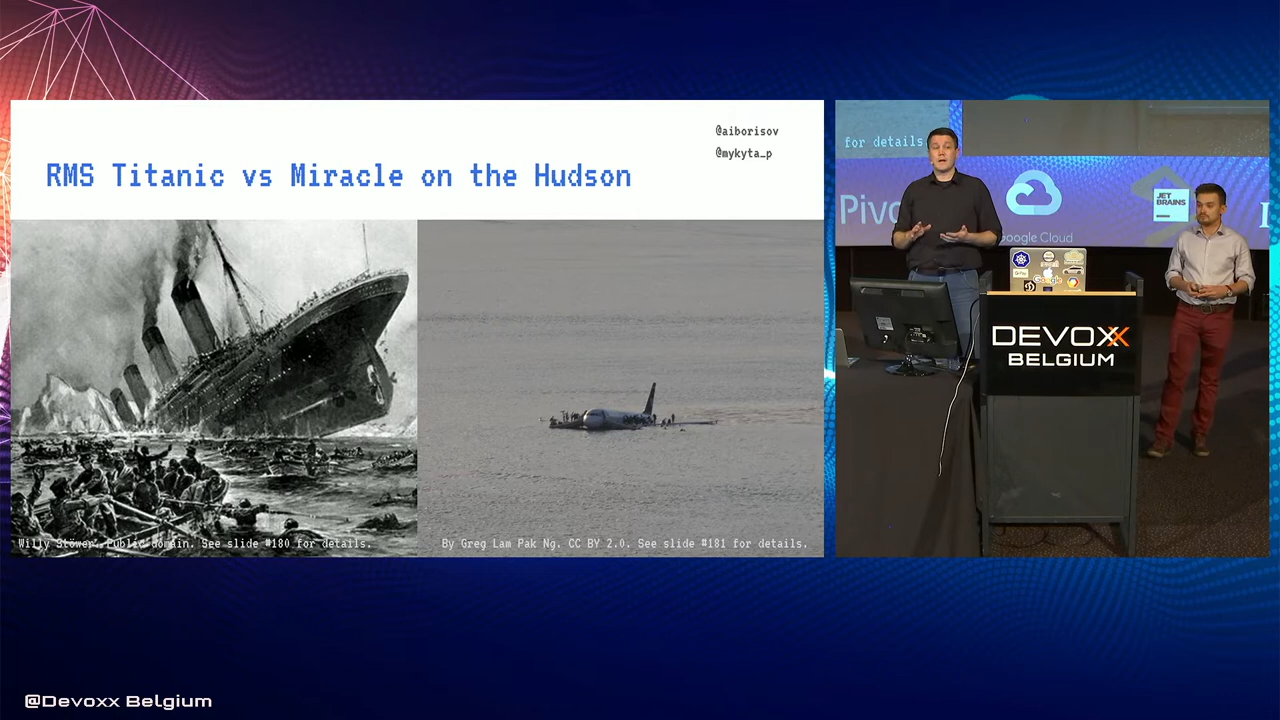 @aiborisov
@mykyta_p
RMS Titanic vs Miracle on the Hudson
Willy Stöwer. Public domain. See slide #180 for details.
By Greg Lam Pak Ng. CC BY 2.0. See slide #181 for details.
for details
Pivo
Google Cloud
JET
BRAINS
Google
DEVOXX
BELGIUM
@Devoxx Belgium